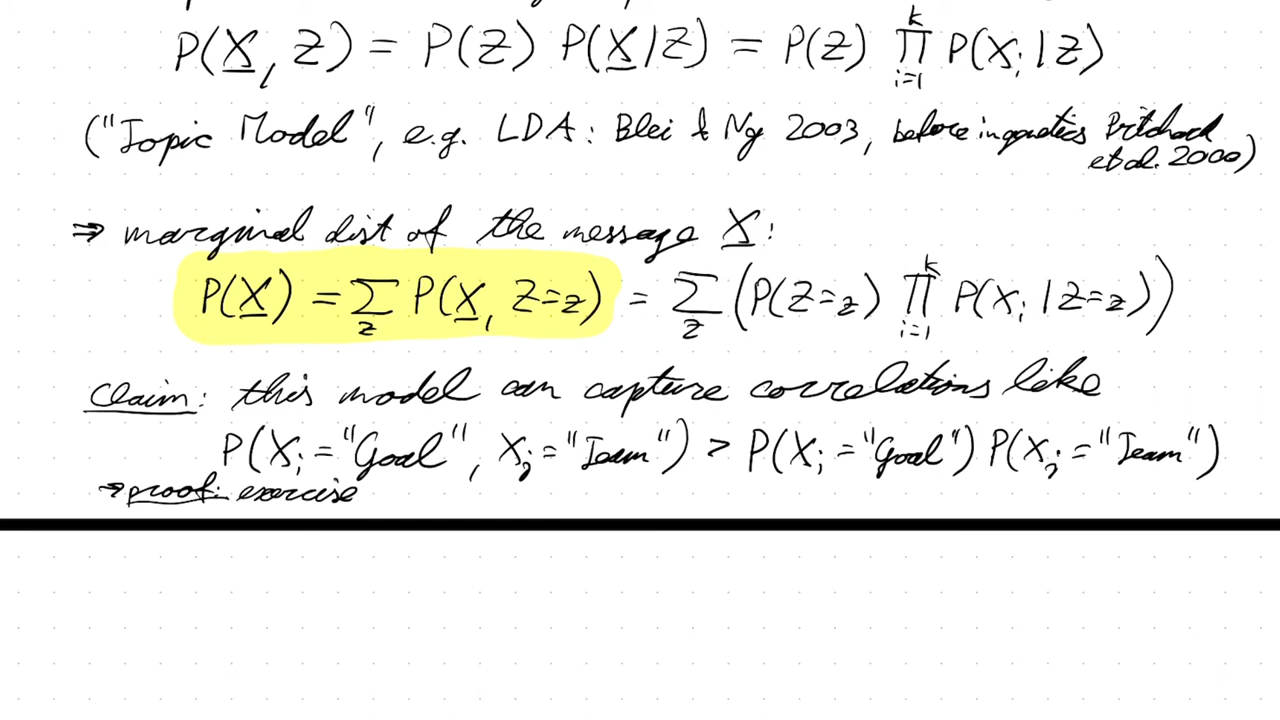 P(X, Z) = P(Z) P(X|Z) = P(Z) ∏_{i=1}^{k} P(X_i|Z)
("Topic Model", e.g. LDA: Blei & Ng 2003, before in genetics Pritchard
et al. 2000)
⇒ marginal dist of the message X:
P(X) = ∑_z P(X, Z=z) = ∑_z (P(Z=z) ∏_{i=1}^{k} P(X_i|Z=z))
Claim: this model can capture correlations like
P(X_i="Goal", X_j="Team") > P(X_i="Goal") P(X_j="Team")
→ proof: exercise